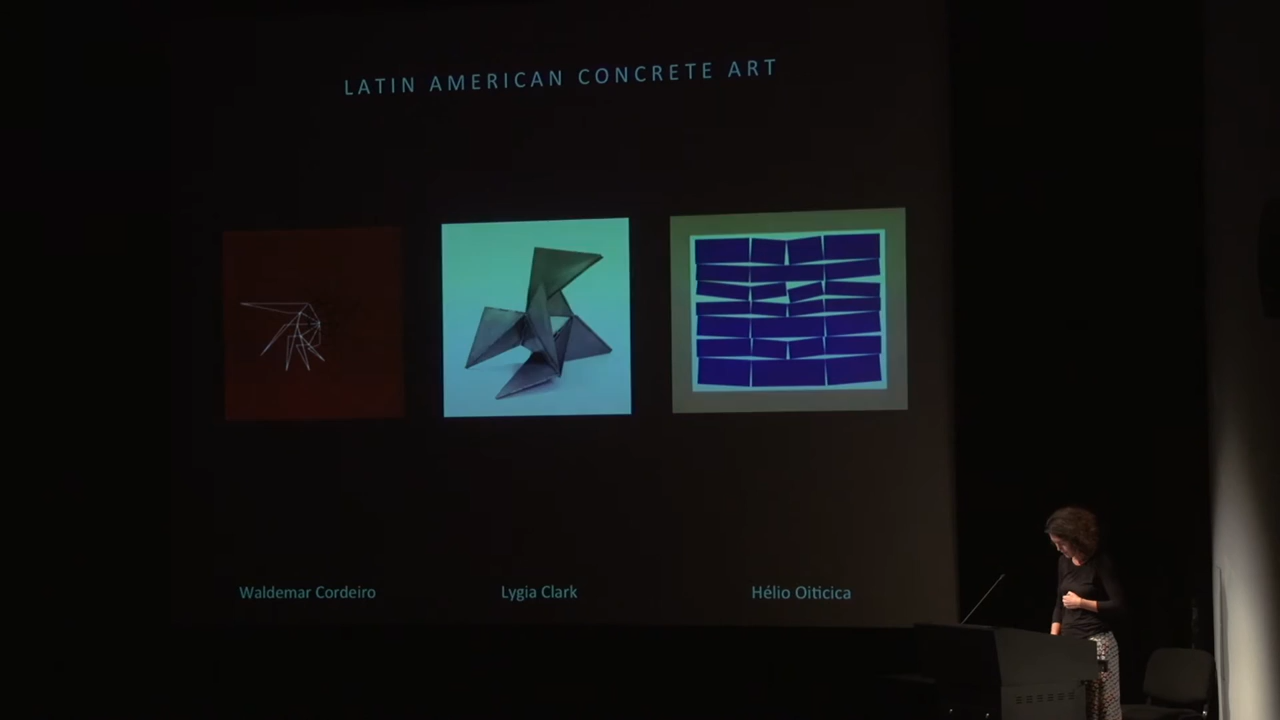 LATIN AMERICAN CONCRETE ART
Waldemar Cordeiro
Lygia Clark
Hélio Oiticica